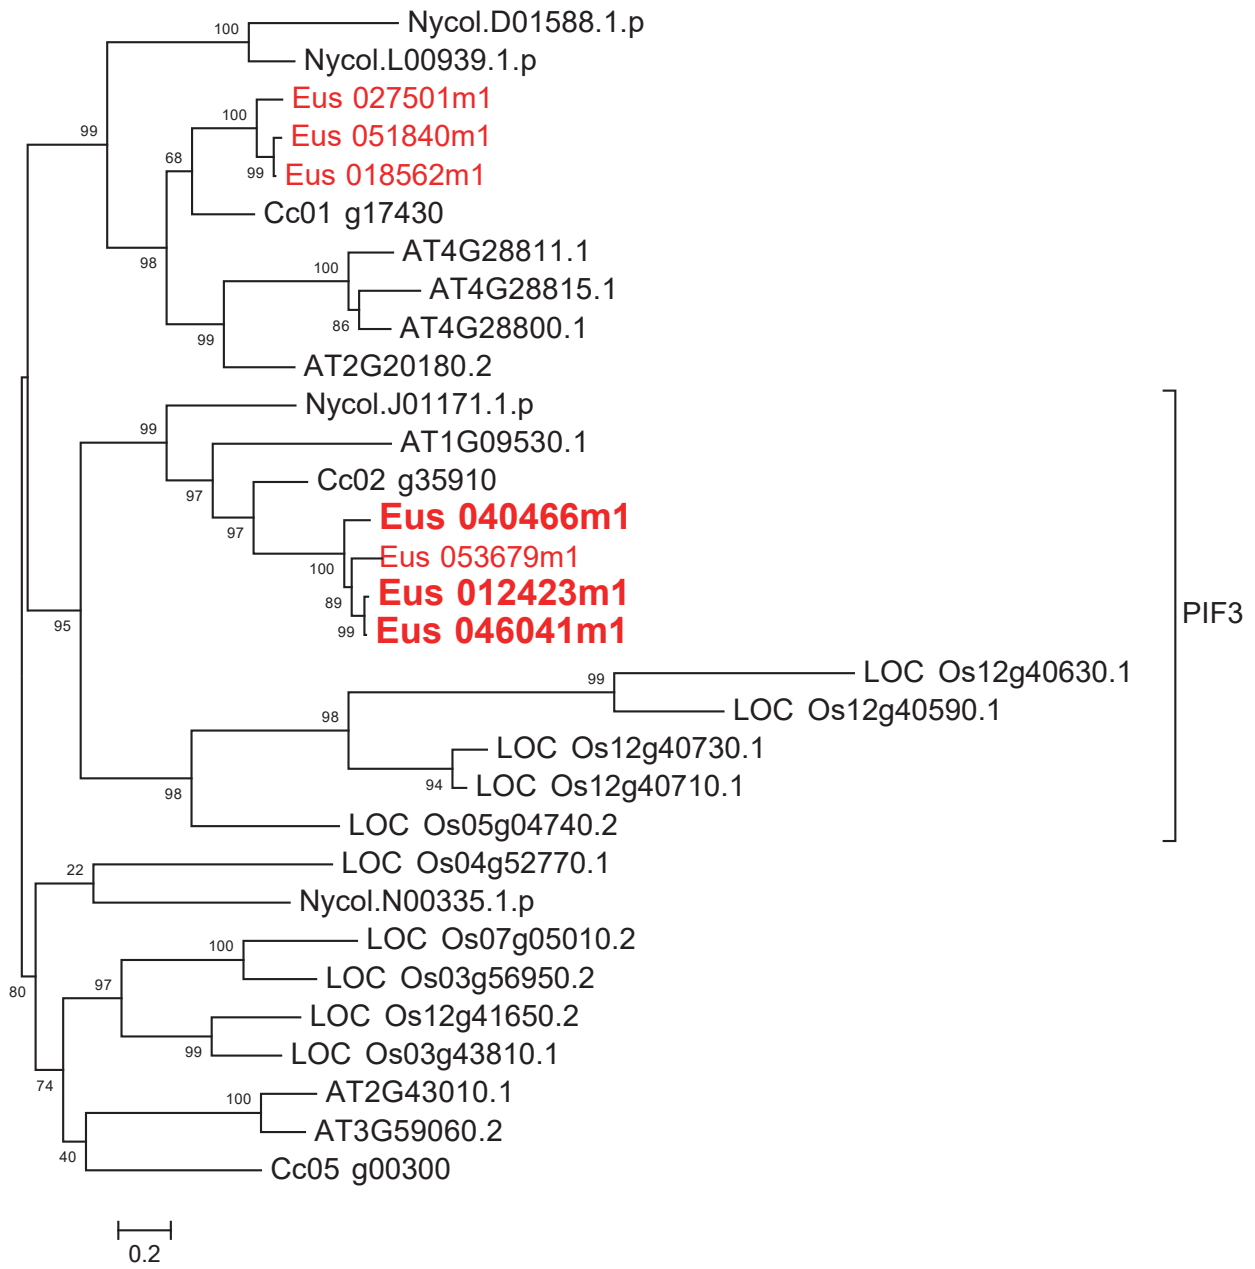 Nycol.D01588.1.p
100
Nycol.L00939.1.p
Eus 027501m1
100
99
Eus 051840m1
68
99
Eus 018562m1
Cc01 g17430
AT4G28811.1
98
100
AT4G28815.1
86
AT4G28800.1
99
AT2G20180.2
Nycol.J01171.1.p
99
AT1G09530.1
Cc02 g35910
97
Eus 040466m1
97
Eus 053679m1
100
Eus 012423m1
89
PIF3
95
99
Eus 046041m1
LOC Os12g40630.1
99
LOC Os12g40590.1
98
LOC Os12g40730.1
94
LOC Os12g40710.1
98
LOC Os05g04740.2
LOC Os04g52770.1
22
Nycol.N00335.1.p
LOC Os07g05010.2
100
LOC Os03g56950.2
97
80
LOC Os12g41650.2
99
LOC Os03g43810.1
74
AT2G43010.1
100
AT3G59060.2
40
Cc05 g00300
0.2